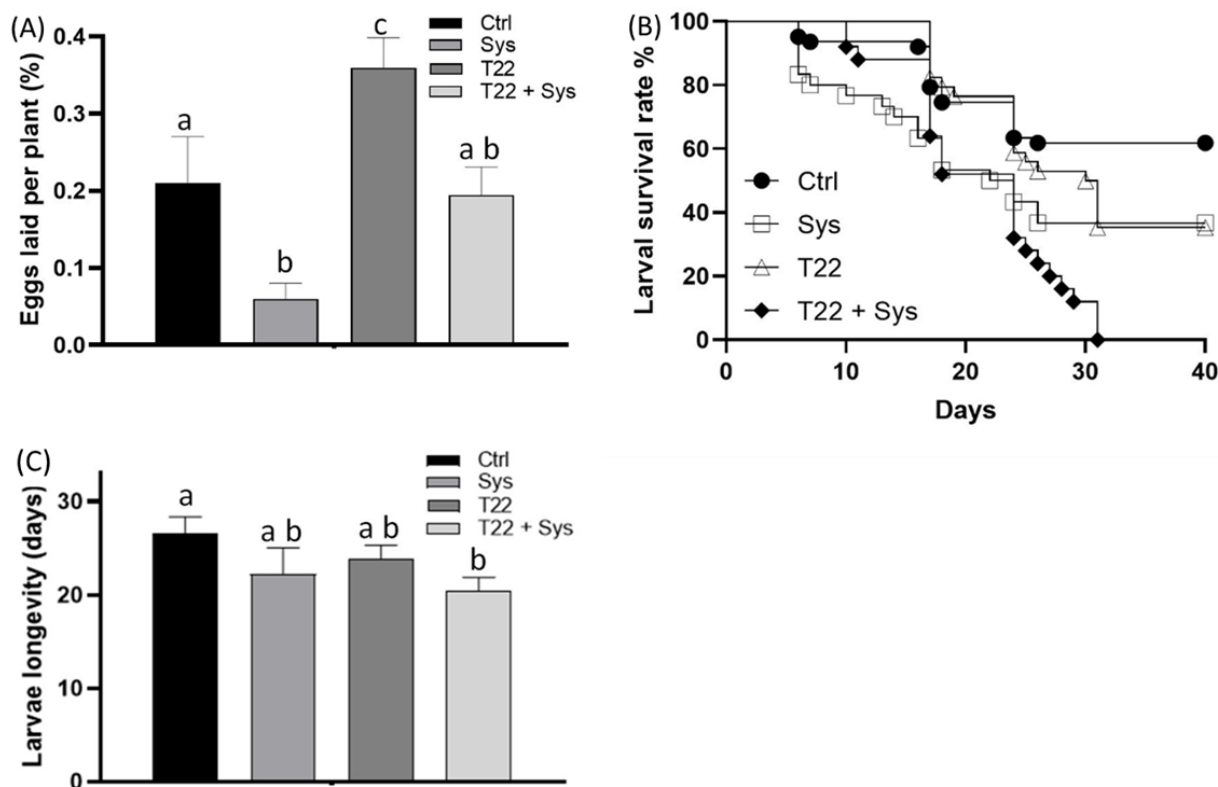 (A)
Eggs laid per plant (%)
0.4
0.3
0.2
0.1
0.0
a
b
c
a b
Ctrl
Sys
T22
T22 + Sys
(B)
Larval survival rate %
100
80
60
40
20
0
Ctrl
Sys
T22
T22 + Sys
0 10 20 30 40
Days
(C)
Larvae longevity (days)
30
20
10
0
a
a b
a b
b
Ctrl
Sys
T22
T22 + Sys